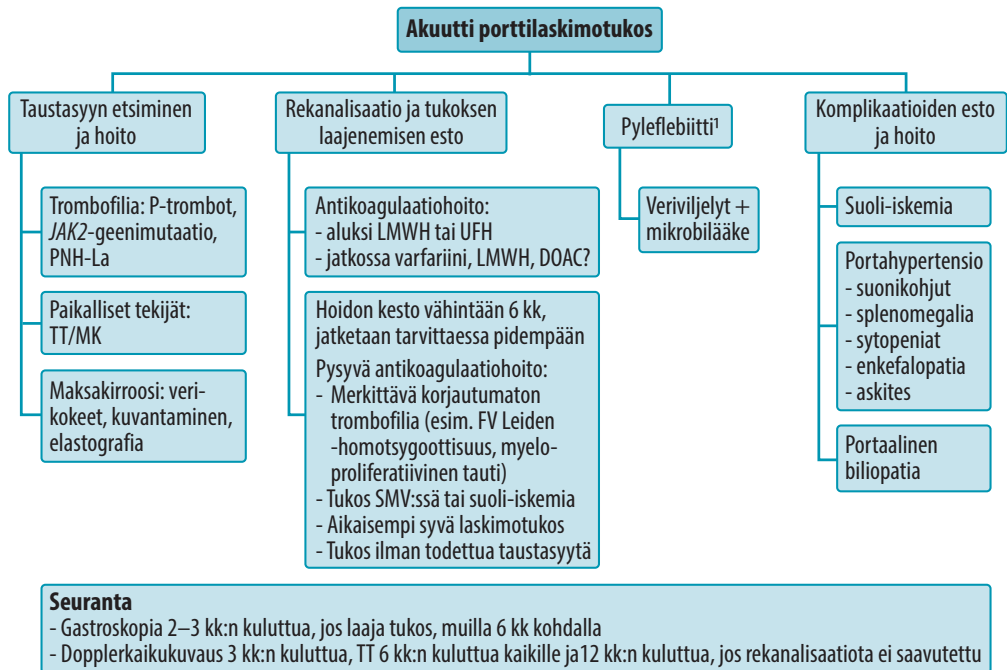 Akuutti porttilaskimotukos
Taustasyyn etsiminen
ja hoito
Trombofilia: P-trombot,
JAK2-geenimutaatio,
PNH-La
Paikalliset tekijät:
TT/MK
Maksakirroosi: veri-
kokeet, kuvantaminen,
elastografia
Rekanalisaatio ja tukoksen
laajenemisen esto
Antikoagulaatiohoito:
- aluksi LMWH tai UFH
- jatkossa varfariini, LMWH, DOAC?
Hoidon kesto vähintään 6 kk,
jatketaan tarvittaessa pidempään
Pysyvä antikoagulaatiohoito:
- Merkittävä korjautumaton
trombofilia (esim. FV Leiden
-homotsygoottisuus, myelo-
proliferatiivinen tauti)
- Tukos SMV:ssä tai suoli-iskemia
- Aikaisempi syvä laskimotukos
- Tukos ilman todettua taustasyytä
Pyleflebiitti¹
Veriviljelyt +
mikrobilääke
Komplikaatioiden esto
ja hoito
Suoli-iskemia
Portahypertensio
- suonikohjut
- splenomegalia
- sytopeniat
- enkefalopatia
- askites
Portaalinen
biliopatia
Seuranta
- Gastroskopia 2–3 kk:n kuluttua, jos laaja tukos, muilla 6 kk kohdalla
- Dopplerkaikukuvaus 3 kk:n kuluttua, TT 6 kk:n kuluttua kaikille ja12 kk:n kuluttua, jos rekanalisaatiota ei saavutettu